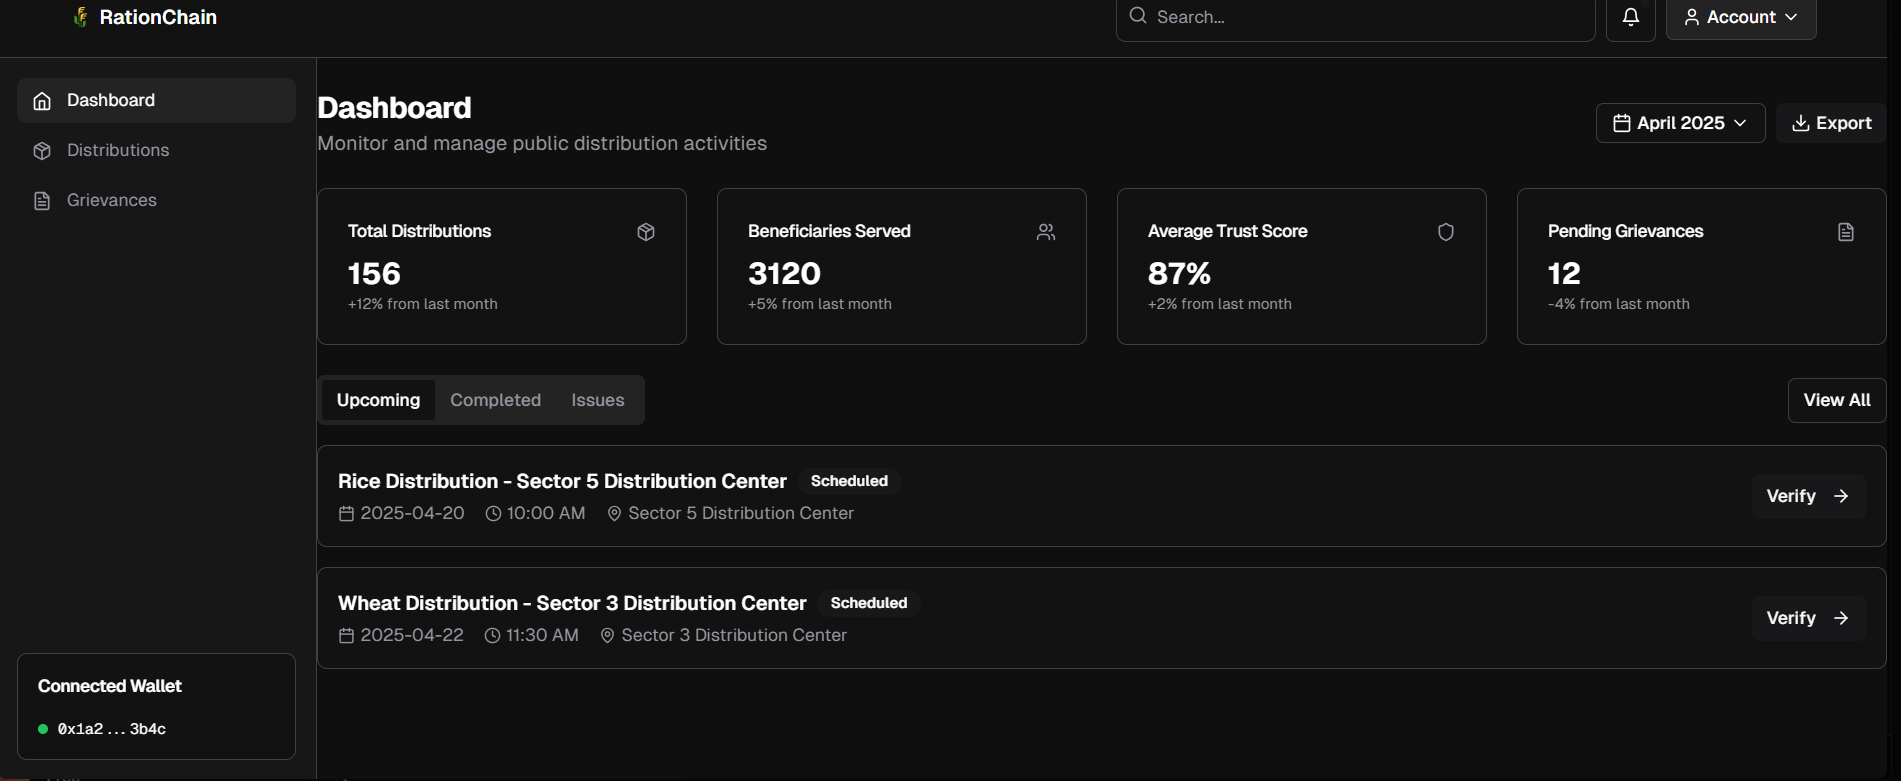 RationChain
Search...
Account
Dashboard
Distributions
Grievances
Connected Wallet
0x1a2...3b4c
Dashboard
Monitor and manage public distribution activities
April 2025
Export
Total Distributions
156
+12% from last month
Beneficiaries Served
3120
+5% from last month
Average Trust Score
87%
+2% from last month
Pending Grievances
12
-4% from last month
Upcoming Completed Issues
View All
Rice Distribution - Sector 5 Distribution Center Scheduled
2025-04-20 10:00 AM Sector 5 Distribution Center
Verify
Wheat Distribution - Sector 3 Distribution Center Scheduled
2025-04-22 11:30 AM Sector 3 Distribution Center
Verify